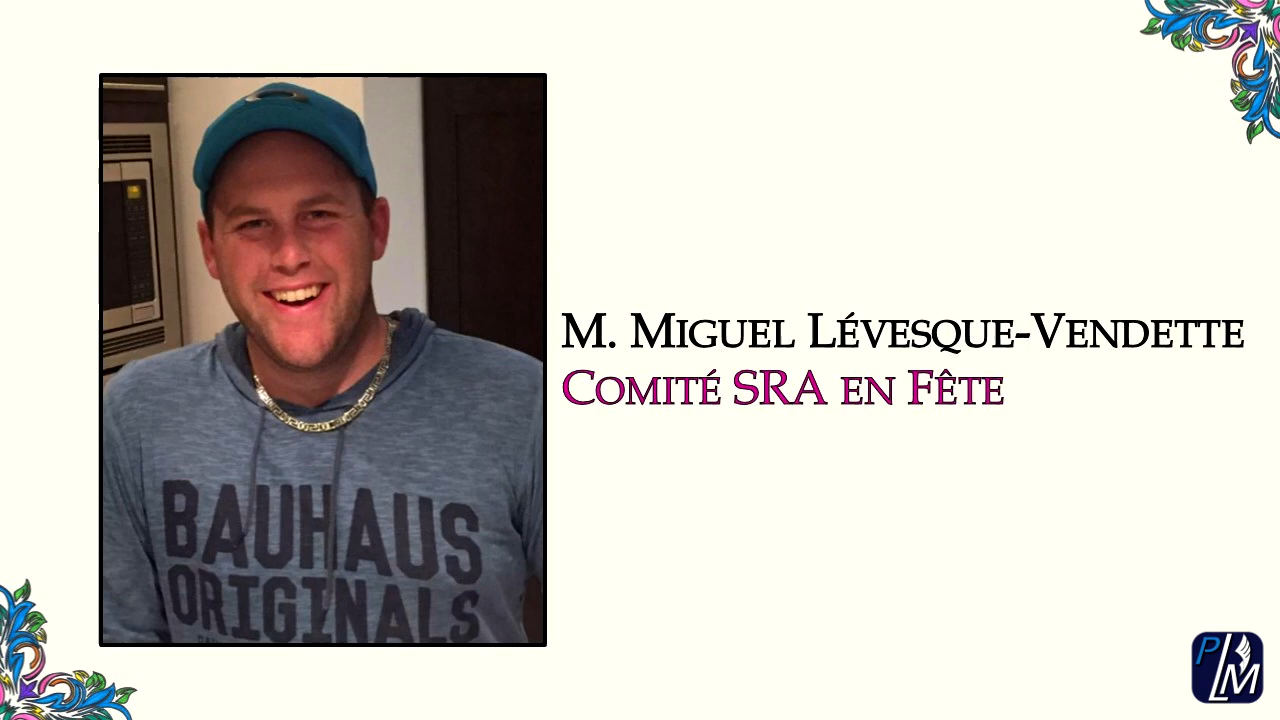 M. Miguel Lévesque-Vendette
Comité SRA en Fête
BAUHAUS
ORIGINALS
PLM